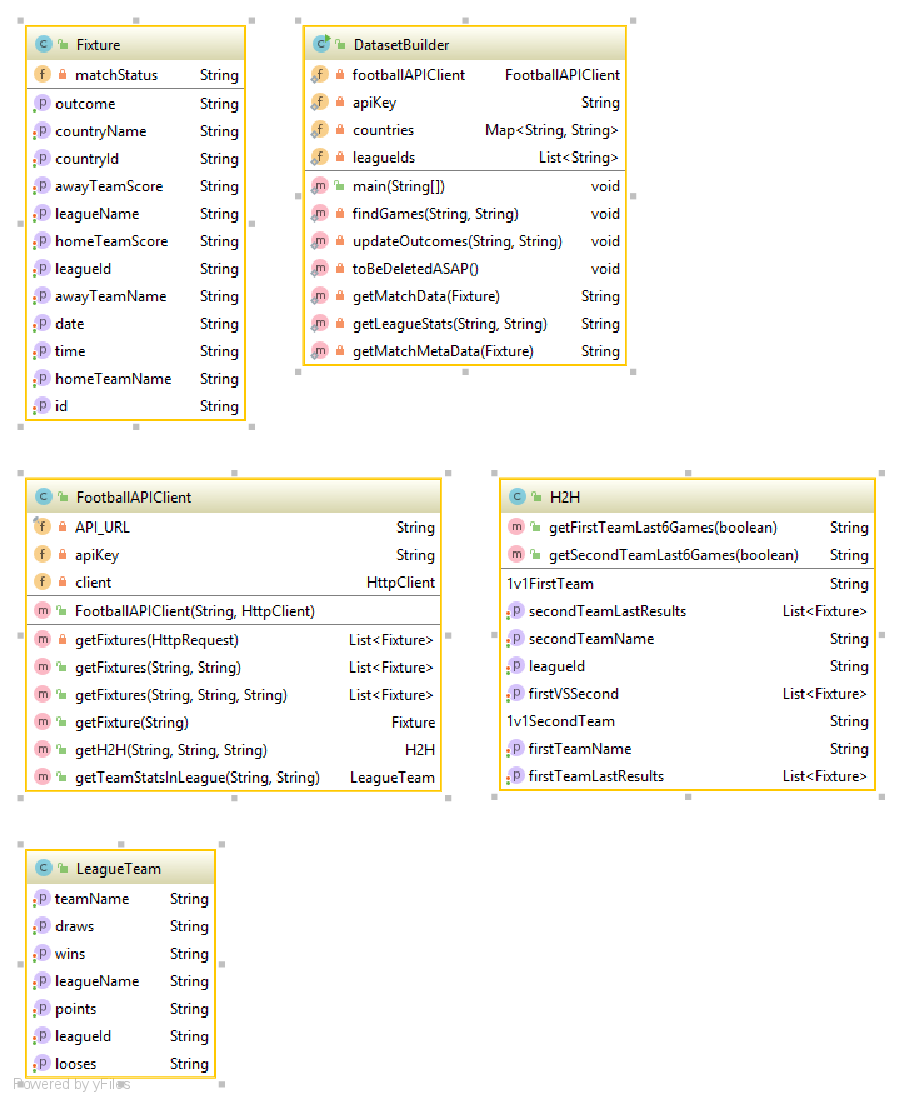 Fixture
matchStatus String
outcome String
countryName String
countryId String
awayTeamScore String
leagueName String
homeTeamScore String
leagueId String
awayTeamName String
date String
time String
homeTeamName String
id String
DatasetBuilder
footballAPIClient FootballAPIClient
apiKey String
countries Map<String, String>
leagueIds List<String>
main(String[]) void
findGames(String, String) void
updateOutcomes(String, String) void
toBeDeletedASAP() void
getMatchData(Fixture) String
getLeagueStats(String, String) String
getMatchMetaData(Fixture) String
FootballAPIClient
API_URL String
apiKey String
client HttpClient
FootballAPIClient(String, HttpClient)
getFixtures(HttpRequest) List<Fixture>
getFixtures(String, String) List<Fixture>
getFixtures(String, String, String) List<Fixture>
getFixture(String) Fixture
getH2H(String, String, String) H2H
getTeamStatsInLeague(String, String) LeagueTeam
H2H
getFirstTeamLast6Games(boolean) String
getSecondTeamLast6Games(boolean) String
1v1FirstTeam String
secondTeamLastResults List<Fixture>
secondTeamName String
leagueId String
firstVSSecond List<Fixture>
1v1SecondTeam String
firstTeamName String
firstTeamLastResults List<Fixture>
LeagueTeam
teamName String
draws String
wins String
leagueName String
points String
leagueId String
looses String
Powered by yFiles